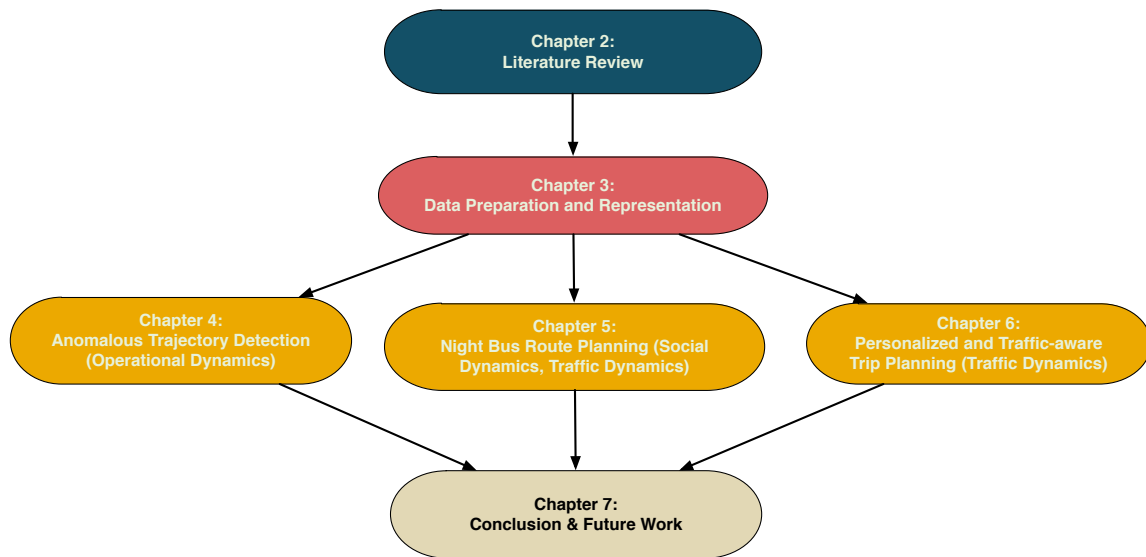 Chapter 2:
Literature Review
Chapter 3:
Data Preparation and Representation
Chapter 4:
Anomalous Trajectory Detection
(Operational Dynamics)
Chapter 5:
Night Bus Route Planning (Social
Dynamics, Traffic Dynamics)
Chapter 6:
Personalized and Traffic-aware
Trip Planning (Traffic Dynamics)
Chapter 7:
Conclusion & Future Work